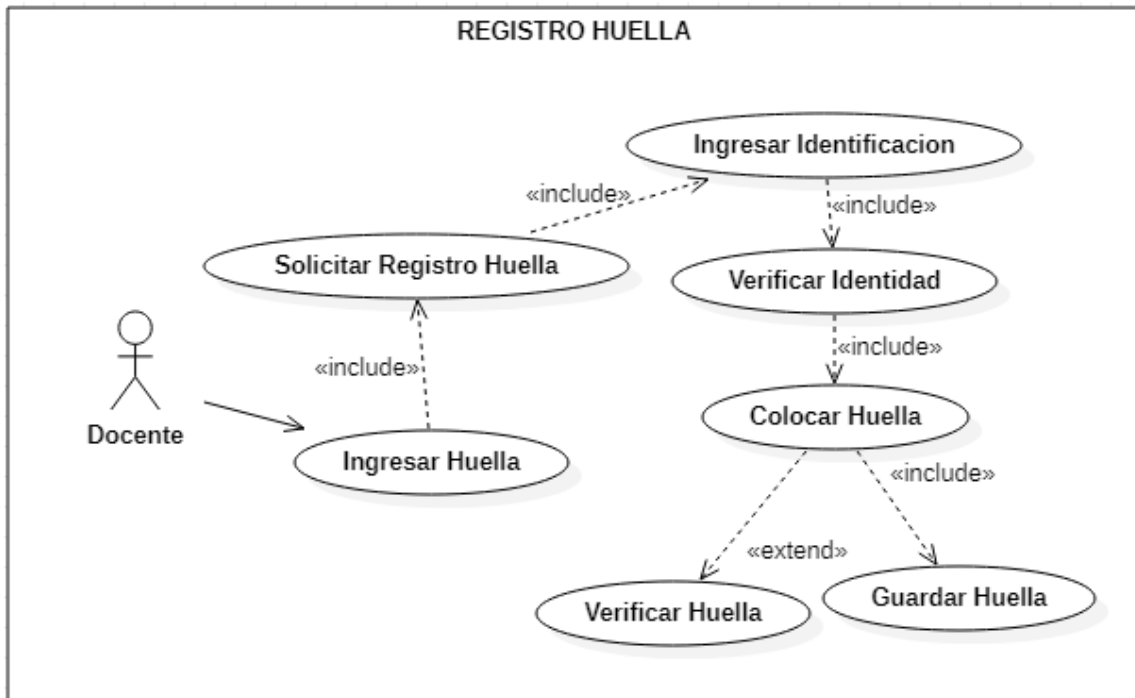 REGISTRO HUELLA
Ingresar Identificacion
«include»
«include»
Solicitar Registro Huella
Verificar Identidad
«include»
«include»
Colocar Huella
Docente
Ingresar Huella
«include»
«extend»
Verificar Huella
Guardar Huella